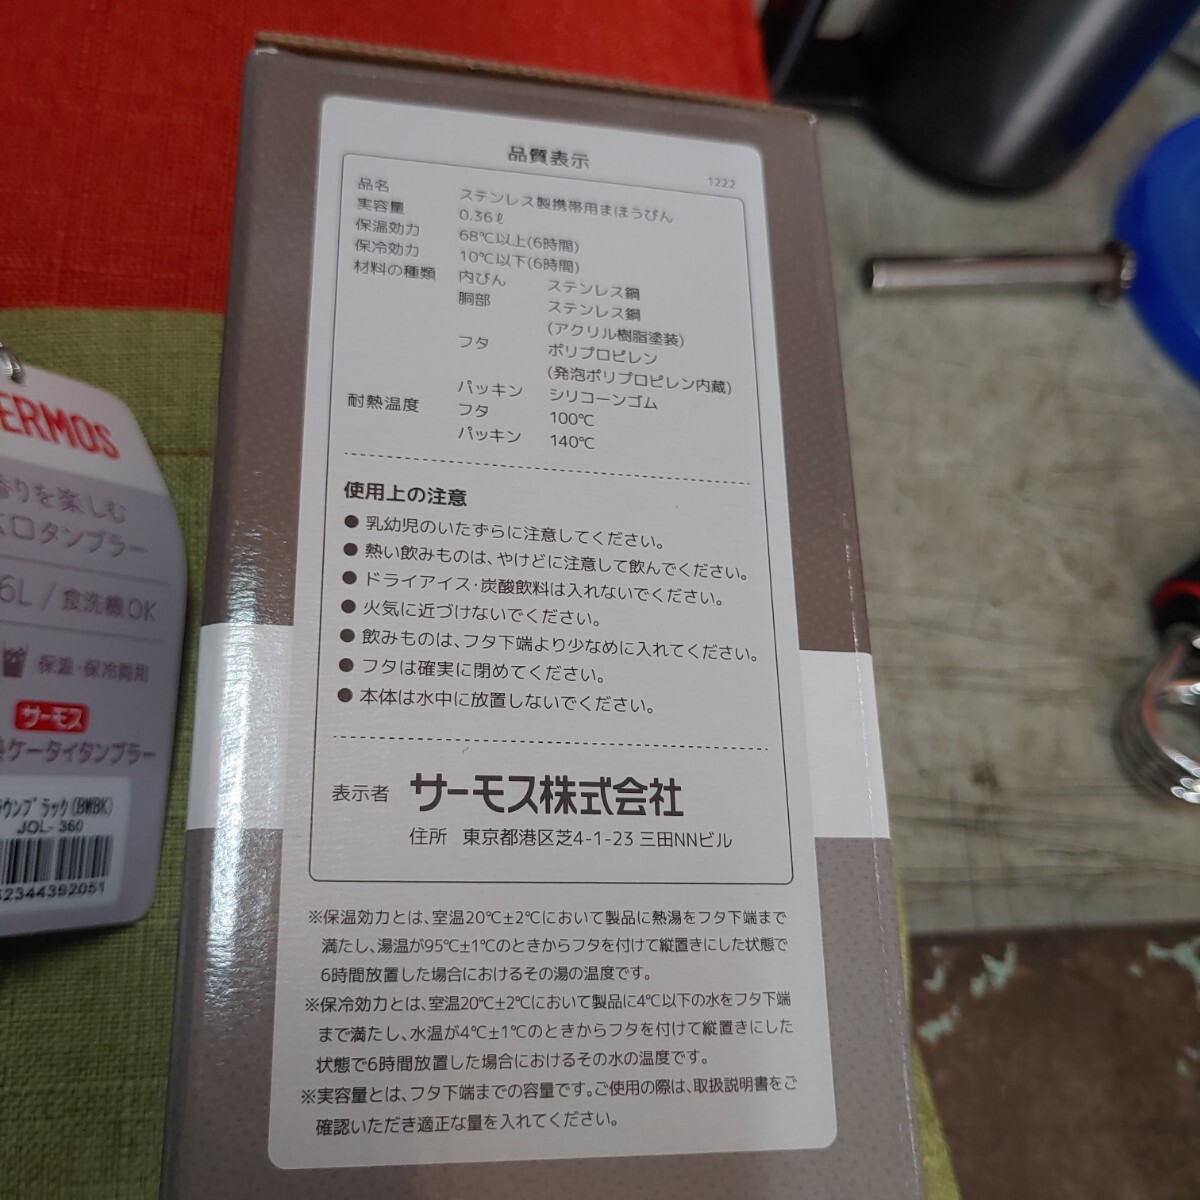 品質表示
1222
品名 ステンレス製携帯用まほうびん
実容量 0.36ℓ
保温効力 68℃以上(6時間)
保冷効力 10℃以下(6時間)
材料の種類 内びん ステンレス鋼
胴部 ステンレス鋼
(アクリル樹脂塗装)
フタ ポリプロピレン
(発泡ポリプロピレン内蔵)
パッキン シリコーンゴム
耐熱温度 フタ 100℃
パッキン 140℃
使用上の注意
● 乳幼児のいたずらに注意してください。
● 熱い飲みものは、やけどに注意して飲んでください。
● ドライアイス・炭酸飲料は入れないでください。
● 火気に近づけないでください。
● 飲みものは、フタ下端より少なめに入れてください。
● フタは確実に閉めてください。
● 本体は水中に放置しないでください。
表示者 サーモス株式会社
住所 東京都港区芝4-1-23 三田NNビル
※保温効力とは、室温20℃±2℃において製品に熱湯をフタ下端まで
満たし、湯温が95℃±1℃のときからフタを付けて縦置きにした状態で
6時間放置した場合におけるその湯の温度です。
※保冷効力とは、室温20℃±2℃において製品に4℃以下の水をフタ下端
まで満たし、水温が4℃±1℃のときからフタを付けて縦置きにした
状態で6時間放置した場合におけるその水の温度です。
※実容量とは、フタ下端までの容量です。ご使用の際は、取扱説明書をご
確認いただき適正な量を入れてください。
ERMOS
香りを楽しむ
広口タンブラー
6L / 食洗機OK
保温・保冷両用
サーモス
ケータイタンブラー
ラウンブラック(BWBK)
JOL-360
62344392051